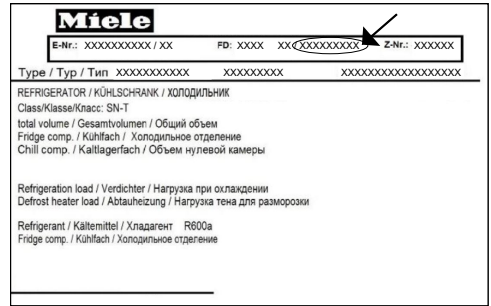 Miele
E-Nr.: XXXXXXXXXX / XX FD: XXXX XX XXXXXXXXX Z-Nr.: XXXXXX
Type / Typ / Тип XXXXXXXXXXX XXXXXXXXX XXXXXXXXXXXXXXXXXX
REFRIGERATOR / KÜHLSCHRANK / ХОЛОДИЛЬНИК
Class/Klasse/Класс: SN-T
total volume / Gesamtvolumen / Общий объем
Fridge comp. / Kühlfach / Холодильное отделение
Chill comp. / Kaltlagerfach / Объем нулевой камеры
Refrigeration load / Verdichter / Нагрузка при охлаждении
Defrost heater load / Abtauheizung / Нагрузка тена для разморозки
Refrigerant / Kältemittel / Хладагент R600a
Fridge comp. / Kühlfach / Холодильное отделение